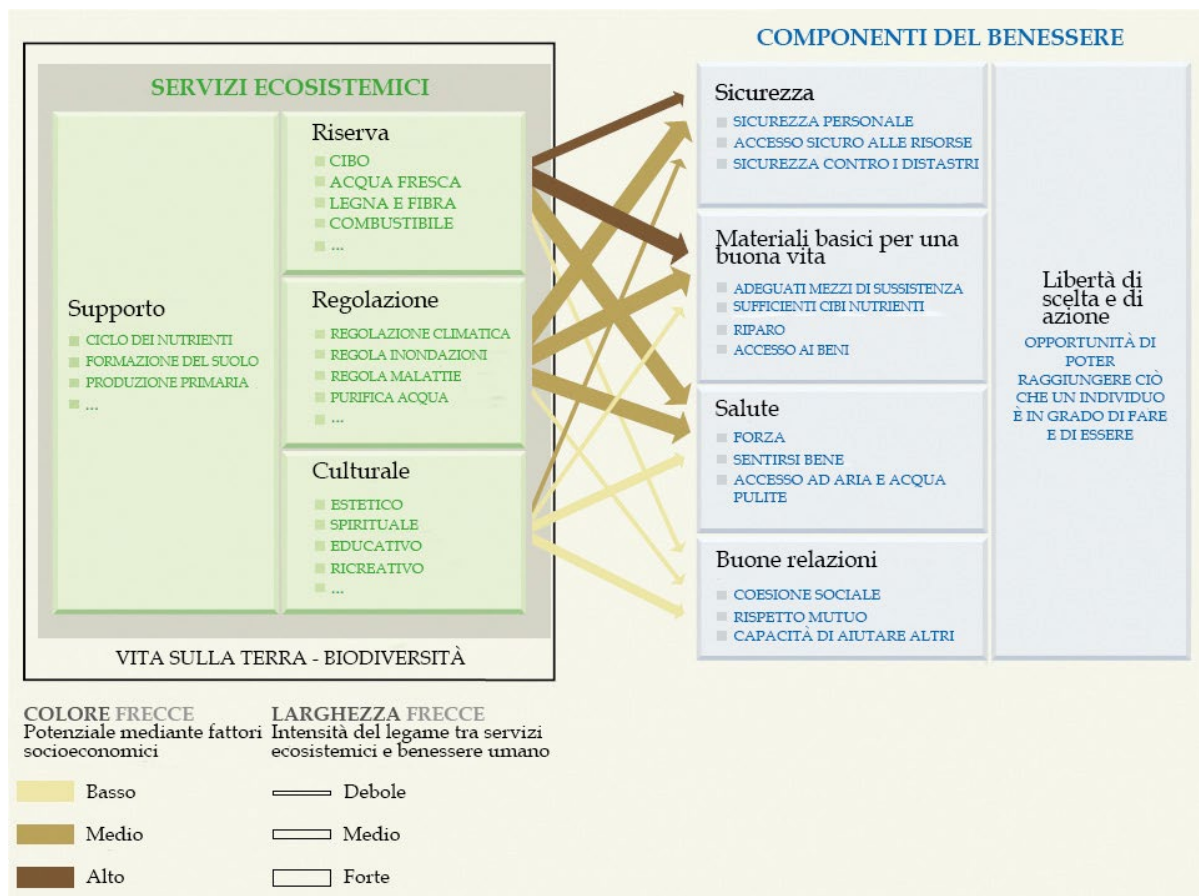 COMPONENTI DEL BENESSERE
SERVIZI ECOSISTEMICI
Supporto
CICLO DEI NUTRIENTI
FORMAZIONE DEL SUOLO
PRODUZIONE PRIMARIA
...
Riserva
CIBO
ACQUA FRESCA
LEGNA E FIBRA
COMBUSTIBILE
...
Regolazione
REGOLAZIONE CLIMATICA
REGOLA INONDAZIONI
REGOLA MALATTIE
PURIFICA ACQUA
...
Culturale
ESTETICO
SPIRITUALE
EDUCATIVO
RICREATIVO
...
VITA SULLA TERRA - BIODIVERSITÀ
Sicurezza
SICUREZZA PERSONALE
ACCESSO SICURO ALLE RISORSE
SICUREZZA CONTRO I DISTASTRI
Materiali basici per una
buona vita
ADEGUATI MEZZI DI SUSSISTENZA
SUFFICIENTI CIBI NUTRIENTI
RIPARO
ACCESSO AI BENI
Salute
FORZA
SENTIRSI BENE
ACCESSO AD ARIA E ACQUA
PULITE
Buone relazioni
COESIONE SOCIALE
RISPETTO MUTUO
CAPACITÀ DI AIUTARE ALTRI
Libertà di
scelta e di
azione
OPPORTUNITÀ DI
POTER
RAGGIUNGERE CIÒ
CHE UN INDIVIDUO
È IN GRADO DI FARE
E DI ESSERE
COLORE FRECCE
Potenziale mediante fattori
socioeconomici
Basso
Medio
Alto
LARGHEZZA FRECCE
Intensità del legame tra servizi
ecosistemici e benessere umano
Debole
Medio
Forte